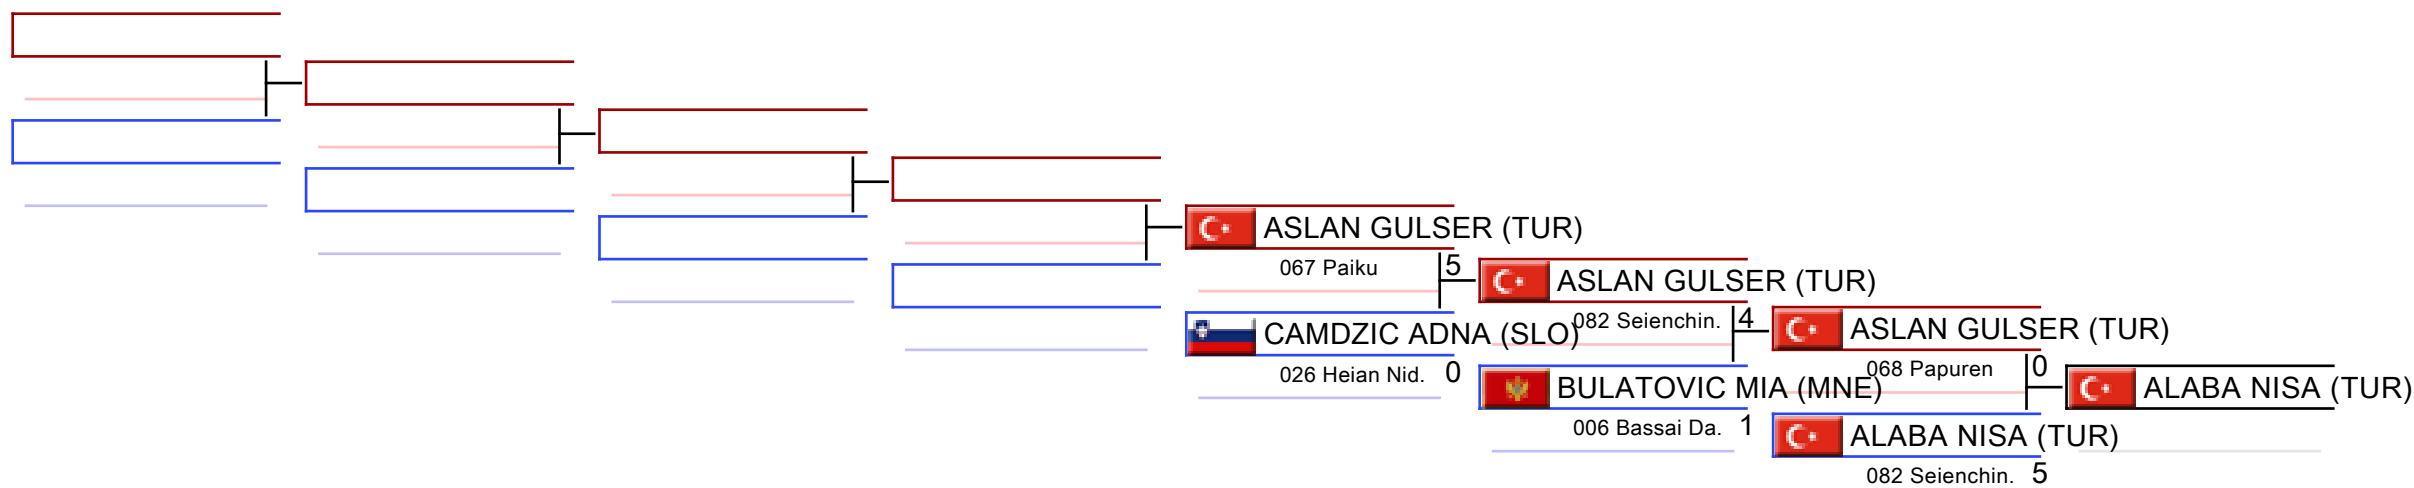 ASLAN GULSER (TUR)
067 Paiku
5
CAMDZIC ADNA (SLO)
026 Heian Nid.
0
ASLAN GULSER (TUR)
082 Seienchin.
4
BULATOVIC MIA (MNE)
006 Bassai Da.
1
ASLAN GULSER (TUR)
068 Papuren
0
ALABA NISA (TUR)
082 Seienchin.
5
ALABA NISA (TUR)